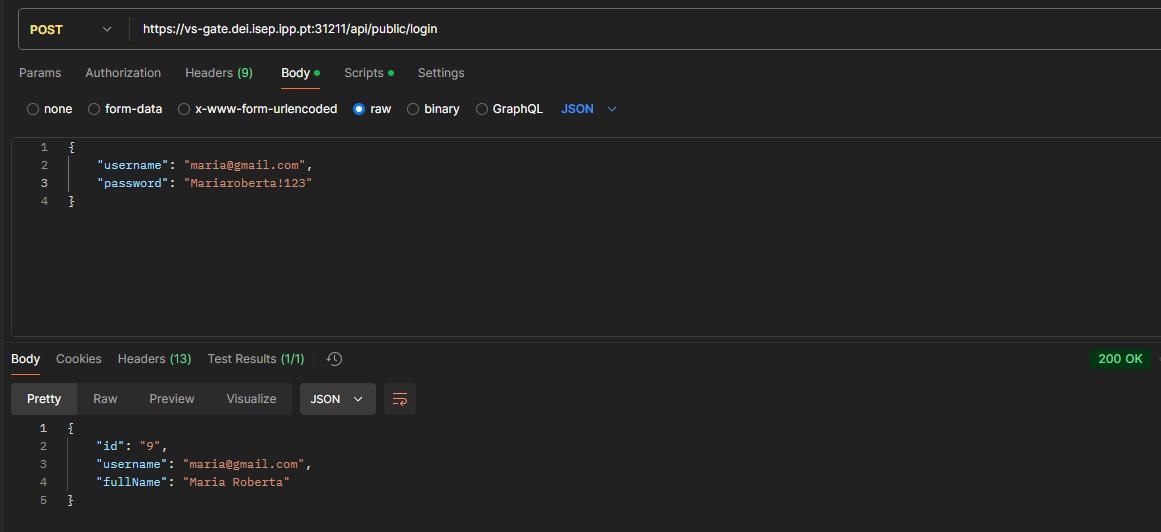 POST https://vs-gate.dei.isep.ipp.pt:31211/api/public/login
Params Authorization Headers (9) Body Scripts Settings
none form-data x-www-form-urlencoded raw binary GraphQL JSON
1 {
2 "username": "maria@gmail.com",
3 "password": "Mariaroberta!123"
4 }
Body Cookies Headers (13) Test Results (1/1) 200 OK
Pretty Raw Preview Visualize JSON
1 {
2 "id": "9",
3 "username": "maria@gmail.com",
4 "fullName": "Maria Roberta"
5 }